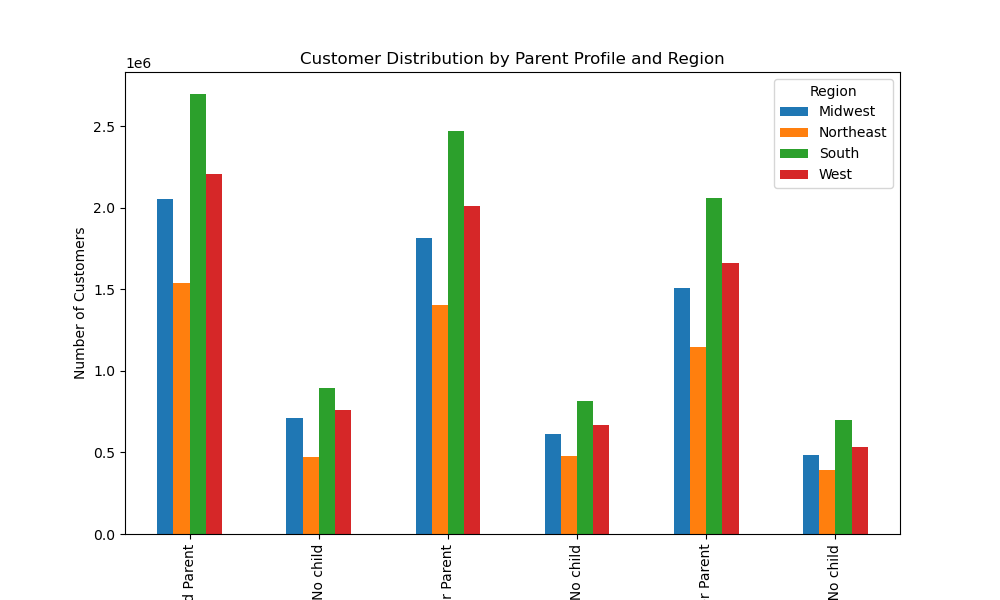 Customer Distribution by Parent Profile and Region
1e6
Region
Midwest
Northeast
South
West
2.5
2.0
1.5
1.0
0.5
0.0
Number of Customers
Parent
No child
Parent
No child
Parent
No child